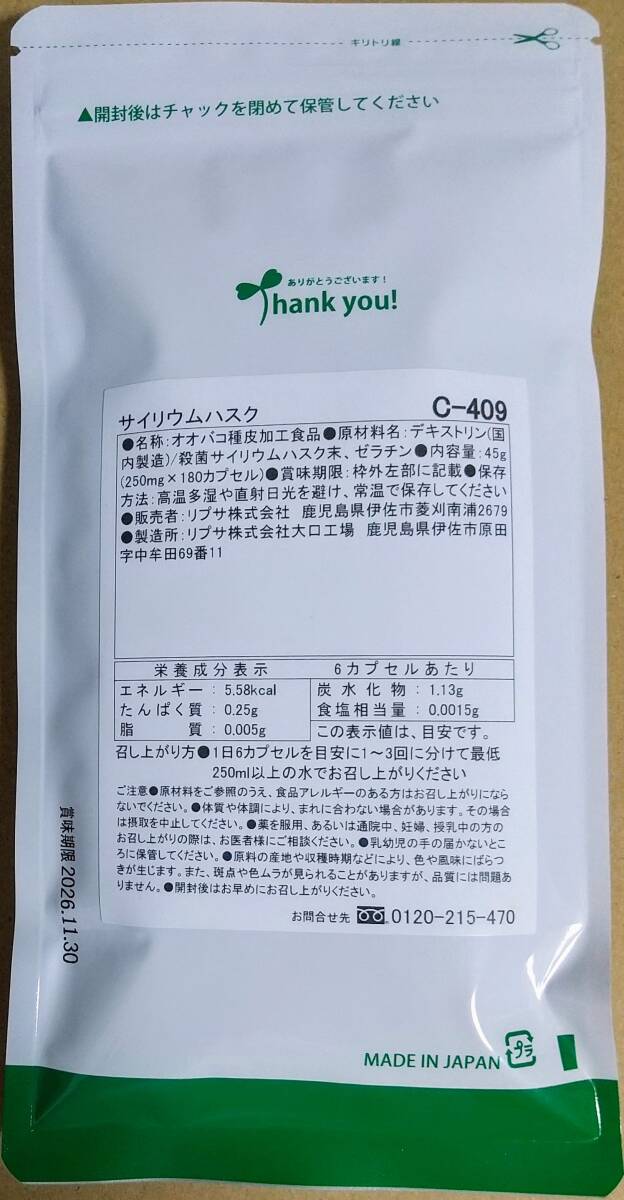 キリトリ線
▲開封後はチャックを閉めて保管してください
ありがとうございます!
Thank you!
サイリウムハスク C-409
●名称:オオバコ種皮加工食品●原材料名:デキストリン(国
内製造)/殺菌サイリウムハスク末、ゼラチン●内容量:45g
(250mg×180カプセル)●賞味期限:枠外左部に記載●保存
方法:高温多湿や直射日光を避け、常温で保存してください
●販売者:リプサ株式会社 鹿児島県伊佐市菱刈南浦2679
●製造所:リプサ株式会社大口工場 鹿児島県伊佐市原田
字中牟田69番11
栄養成分表示 6カプセルあたり
エネルギー:5.58kcal 炭水化物:1.13g
たんぱく質:0.25g 食塩相当量:0.0015g
脂質:0.005g この表示値は、目安です。
召し上がり方●1日6カプセルを目安に1~3回に分けて最低
250ml以上の水でお召し上がりください
ご注意●原材料をご参照のうえ、食品アレルギーのある方はお召し上がりになら
ないでください。●体質や体調により、まれに合わない場合があります。その場合
は摂取を中止してください。●薬を服用、あるいは通院中、妊婦、授乳中の方の
お召し上がりの際は、お医者様にご相談ください。●乳幼児の手の届かないとこ
ろに保管してください。●原料の産地や収穫時期などにより、色や風味にばらつ
きが生じます。また、斑点や色ムラが見られることがありますが、品質には問題あ
りません。●開封後はお早めにお召し上がりください。
お問合せ先 0120-215-470
賞味期限 2026.11.30
MADE IN JAPAN プラ